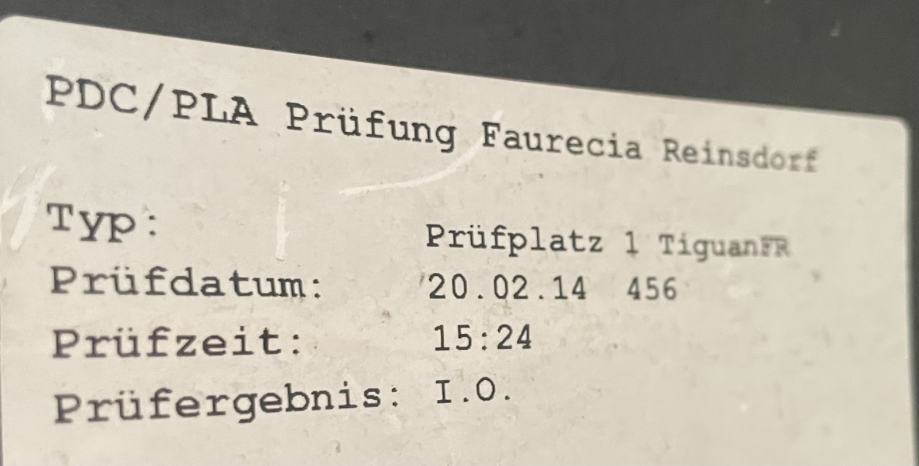 PDC/PLA Prüfung Faurecia Reinsdorf
Typ: Prüfplatz 1 TiguanFR
Prüfdatum: 20.02.14 456
Prüfzeit: 15:24
Prüfergebnis: I.O.